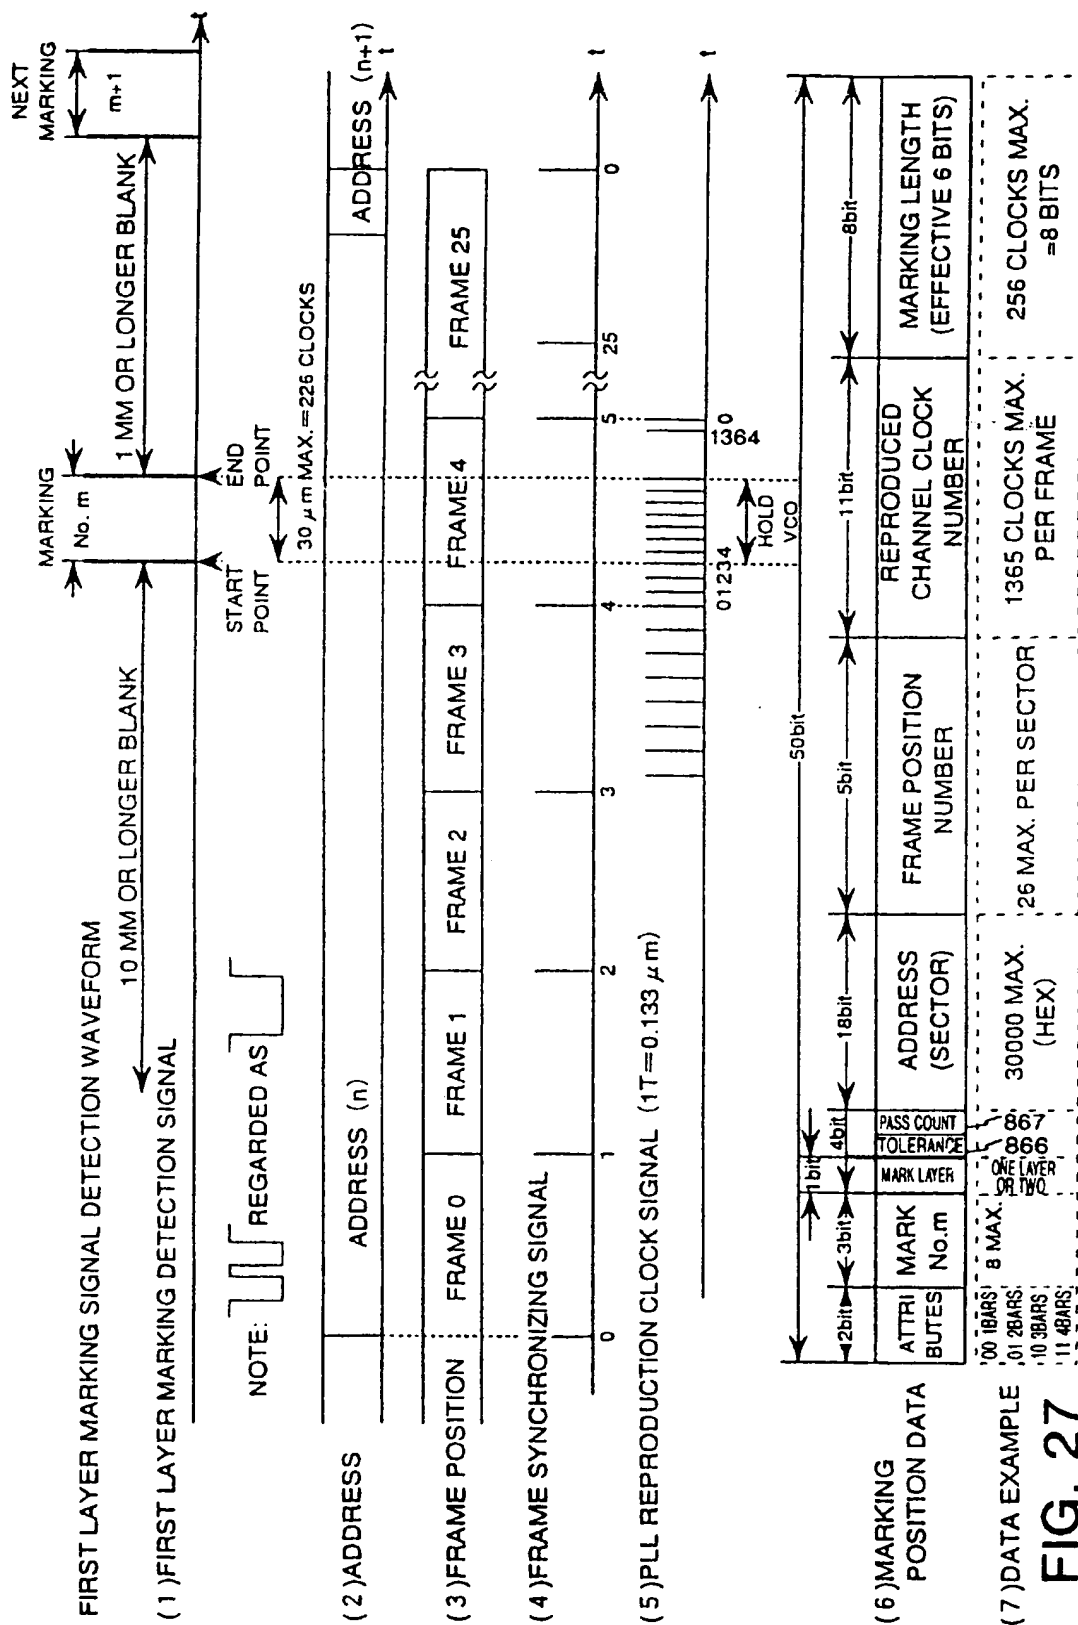 FIRST LAYER MARKING SIGNAL DETECTION WAVEFORM
NEXT
MARKING
MARKING
m+1
No. m
10 MM OR LONGER BLANK
1 MM OR LONGER BLANK
(1)FIRST LAYER MARKING DETECTION SIGNAL
t
START
POINT
END
POINT
NOTE:
REGARDED AS
30 μm MAX.=226 CLOCKS
(2)ADDRESS
ADDRESS (n)
ADDRESS (n+1)
t
(3)FRAME POSITION
FRAME 0
FRAME 1
FRAME 2
FRAME 3
FRAME 4
FRAME 25
(4)FRAME SYNCHRONIZING SIGNAL
0
1
2
3
4
5
25
0
t
(5)PLL REPRODUCTION CLOCK SIGNAL (1T=0.133 μm)
01234
1364
0
t
HOLD
VCO
50bit
2bits
3bit
1bit
4bit
18bit
5bit
11bit
8bit
(6)MARKING
POSITION DATA
ATTRI
BUTES
MARK
No.m
MARK LAYER
TOLERANCE
PASS COUNT
ADDRESS
(SECTOR)
FRAME POSITION
NUMBER
REPRODUCED
CHANNEL CLOCK
NUMBER
MARKING LENGTH
(EFFECTIVE 6 BITS)
(7)DATA EXAMPLE
00 1BARS
01 2BARS
10 3BARS
11 4BARS
8 MAX.
ONE LAYER
OR TWO
866
867
30000 MAX.
(HEX)
26 MAX. PER SECTOR
1365 CLOCKS MAX.
PER FRAME
256 CLOCKS MAX.
=8 BITS
FIG. 27